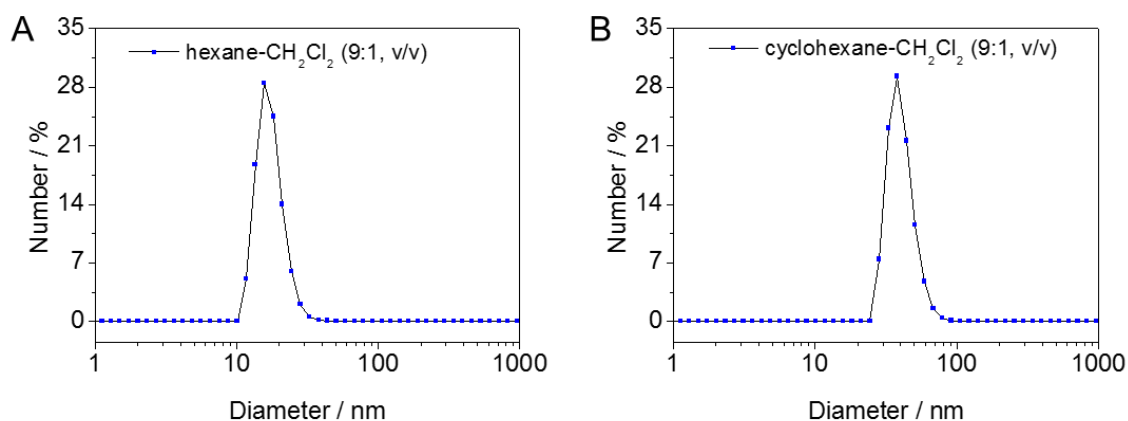 A
hexane-CH₂Cl₂ (9:1, v/v)
Number / %
35
28
21
14
7
0
1
10
100
1000
Diameter / nm
B
cyclohexane-CH₂Cl₂ (9:1, v/v)
Number / %
35
28
21
14
7
0
1
10
100
1000
Diameter / nm